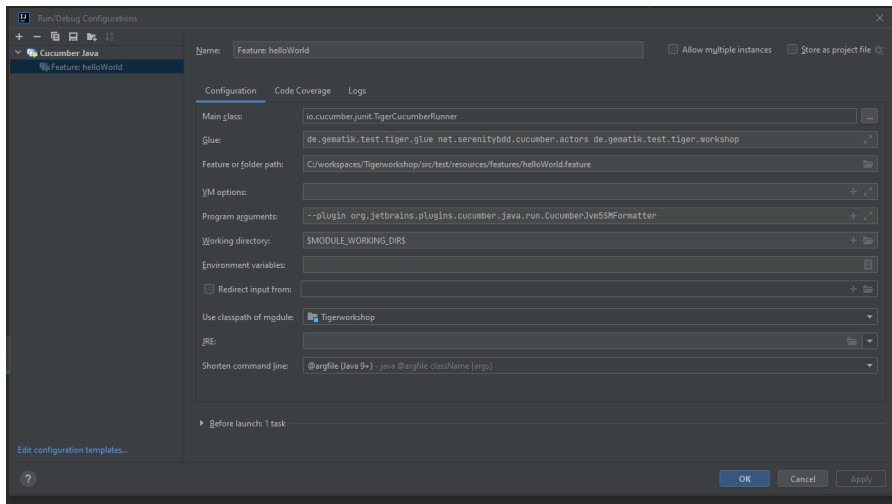 Run/Debug Configurations
Cucumber Java
Feature: helloWorld
Name: Feature: helloWorld
Allow multiple instances
Store as project file
Configuration Code Coverage Logs
Main class: io.cucumber.junit.TigerCucumberRunner ...
Glue: de.gematik.test.tiger.glue net.serenitybdd.cucumber.actors de.gematik.test.tiger.workshop
Feature or folder path: C:/workspaces/Tigerworkshop/src/test/resources/features/helloWorld.feature
VM options:
Program arguments: --plugin org.jetbrains.plugins.cucumber.java.run.CucumberJvm5SMFormatter
Working directory: $MODULE_WORKING_DIR$
Environment variables:
Redirect input from:
Use classpath of module: Tigerworkshop
JRE:
Shorten command line: @argfile (Java 9+) - java @argfile className [args]
Before launch: 1 task
Edit configuration templates...
? OK Cancel Apply